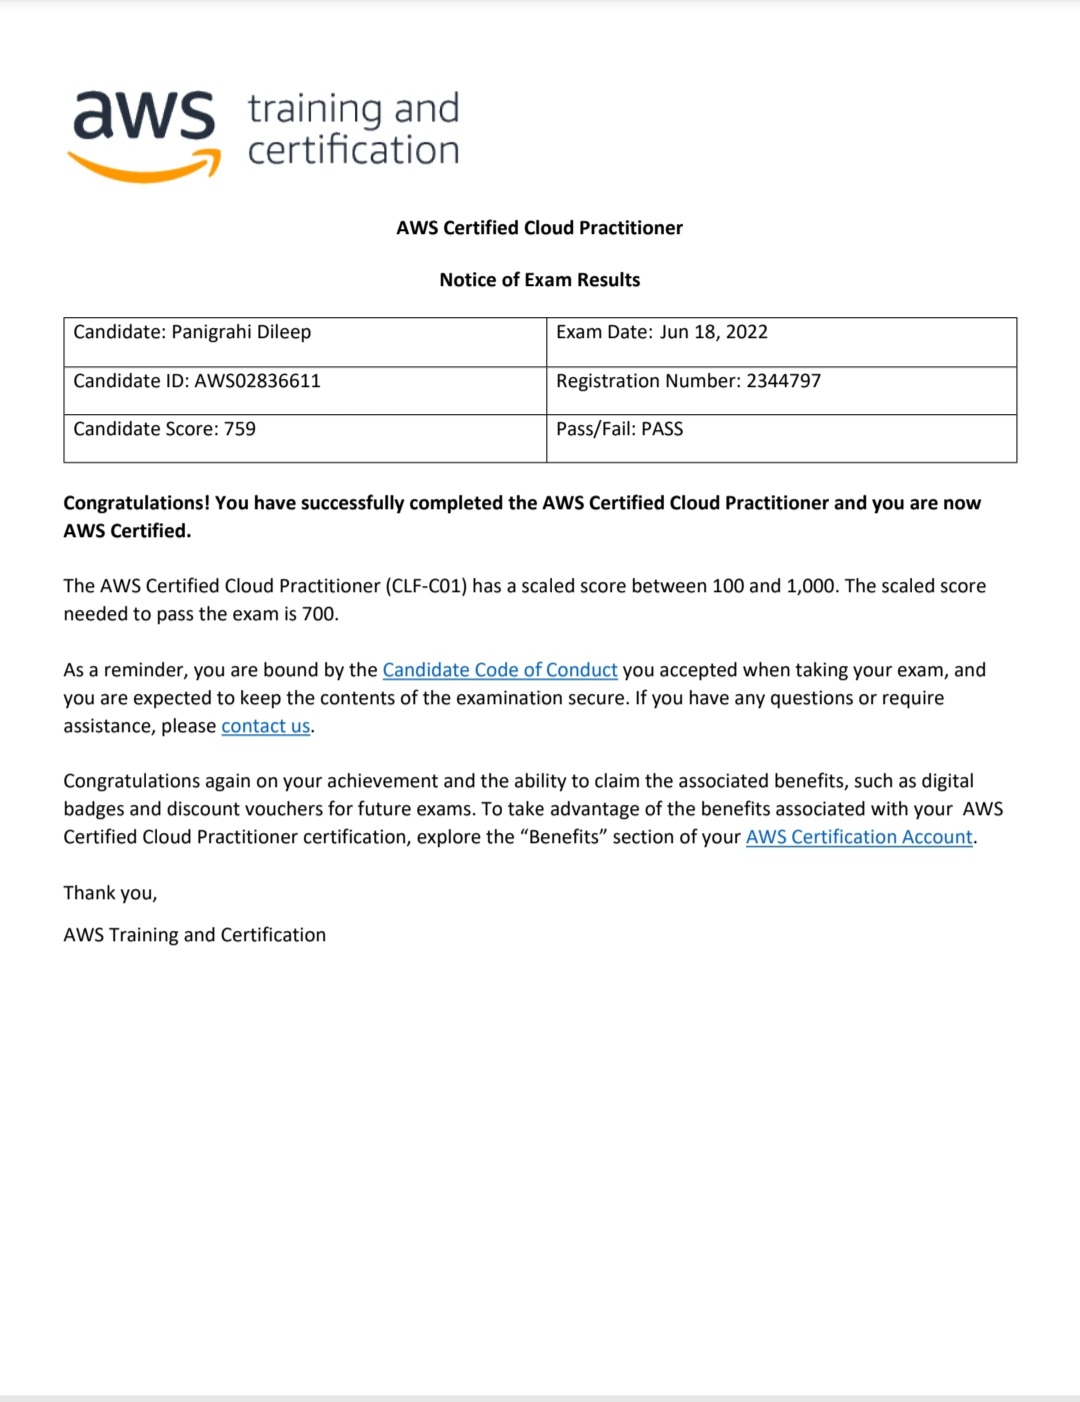 aws training and
certification
AWS Certified Cloud Practitioner
Notice of Exam Results
Candidate: Panigrahi Dileep
Exam Date: Jun 18, 2022
Candidate ID: AWS02836611
Registration Number: 2344797
Candidate Score: 759
Pass/Fail: PASS
Congratulations! You have successfully completed the AWS Certified Cloud Practitioner and you are now
AWS Certified.
The AWS Certified Cloud Practitioner (CLF-C01) has a scaled score between 100 and 1,000. The scaled score
needed to pass the exam is 700.
As a reminder, you are bound by the Candidate Code of Conduct you accepted when taking your exam, and
you are expected to keep the contents of the examination secure. If you have any questions or require
assistance, please contact us.
Congratulations again on your achievement and the ability to claim the associated benefits, such as digital
badges and discount vouchers for future exams. To take advantage of the benefits associated with your  AWS
Certified Cloud Practitioner certification, explore the “Benefits” section of your AWS Certification Account.
Thank you,
AWS Training and Certification